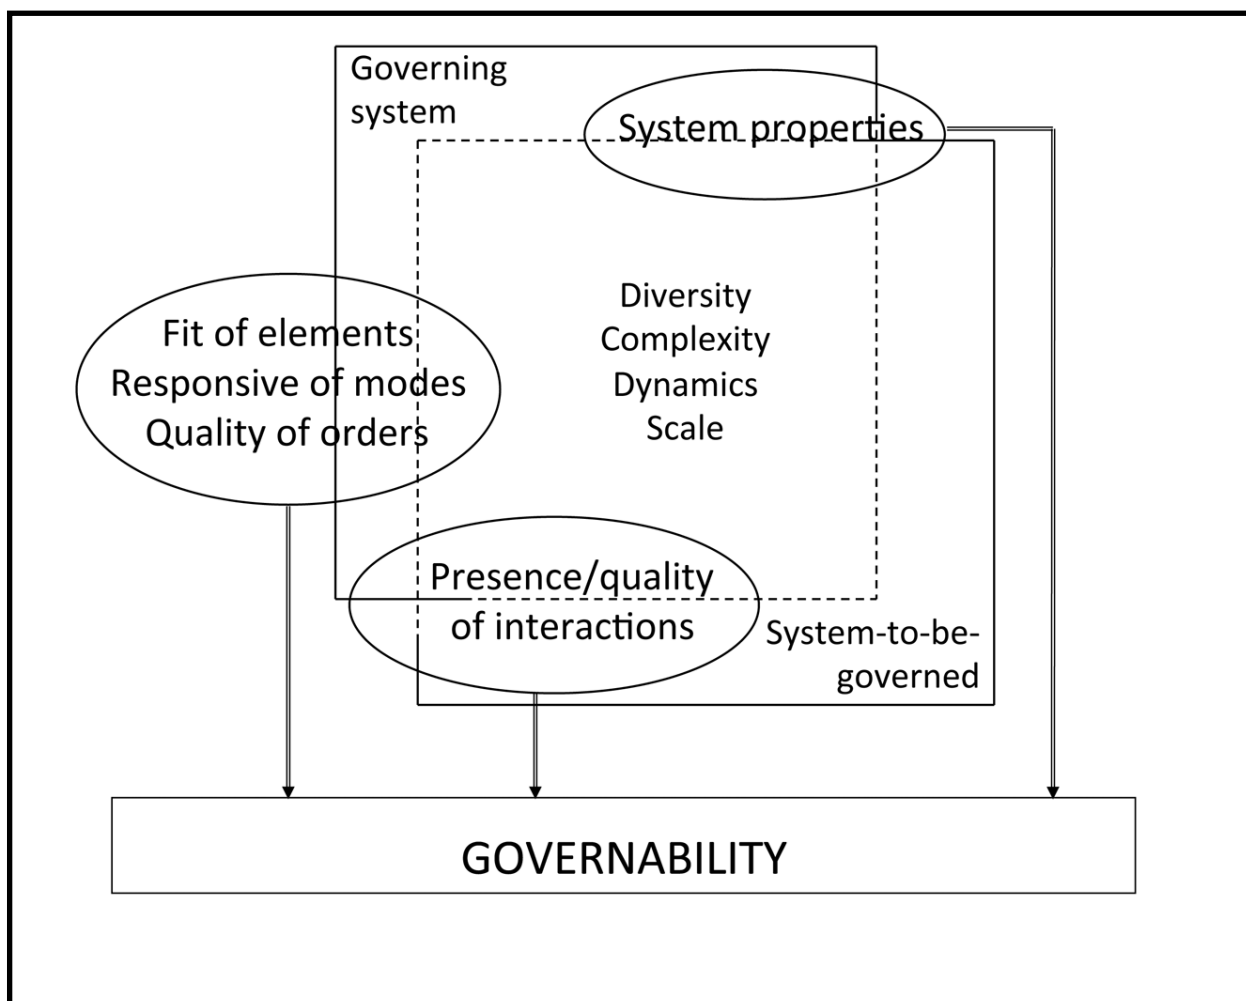 Governing
system
System properties
Diversity
Complexity
Dynamics
Scale
Fit of elements
Responsive of modes
Quality of orders
Presence/quality
of interactions
System-to-be-
governed
GOVERNABILITY